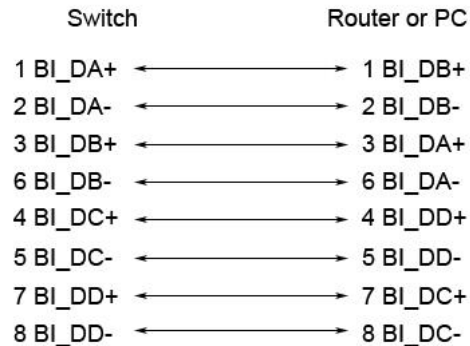 Switch Router or PC
1 BI_DA+ 1 BI_DB+
2 BI_DA- 2 BI_DB-
3 BI_DB+ 3 BI_DA+
6 BI_DB- 6 BI_DA-
4 BI_DC+ 4 BI_DD+
5 BI_DC- 5 BI_DD-
7 BI_DD+ 7 BI_DC+
8 BI_DD- 8 BI_DC-